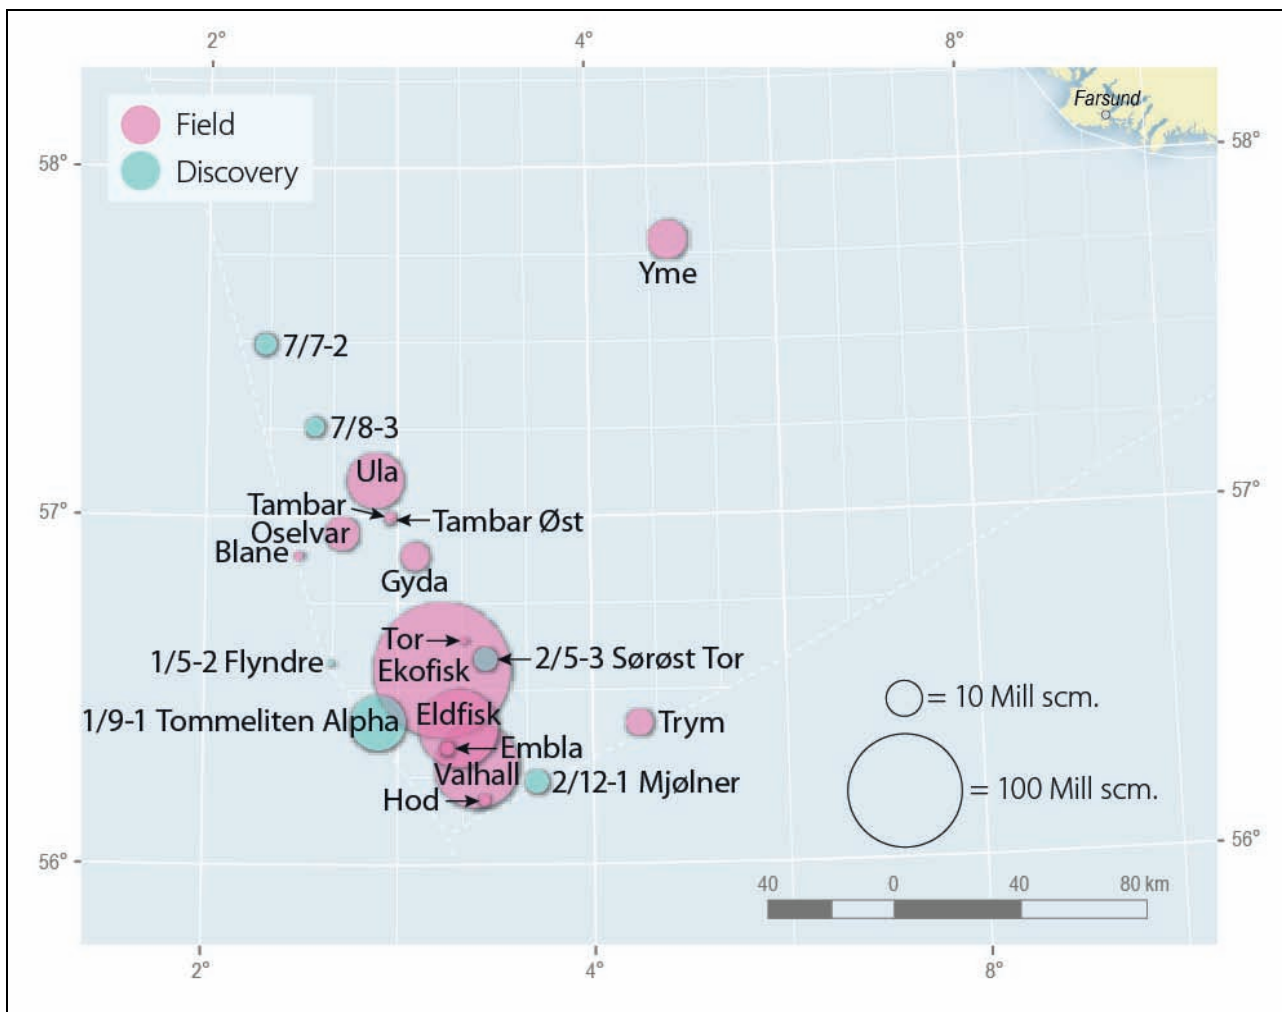 2° 4° 8°
Farsund
Field
Discovery
58° 58°
Yme
7/7-2
7/8-3
Ula
57° 57°
Tambar
Tambar Øst
Oselvar
Blane
Gyda
Tor
2/5-3 Sørøst Tor
1/5-2 Flyndre
Ekofisk
= 10 Mill scm.
1/9-1 Tommeliten Alpha
Eldfisk
Trym
Embla
Valhall
2/12-1 Mjølner
= 100 Mill scm.
Hod
56° 56°
40 0 40 80 km
2° 4° 8°